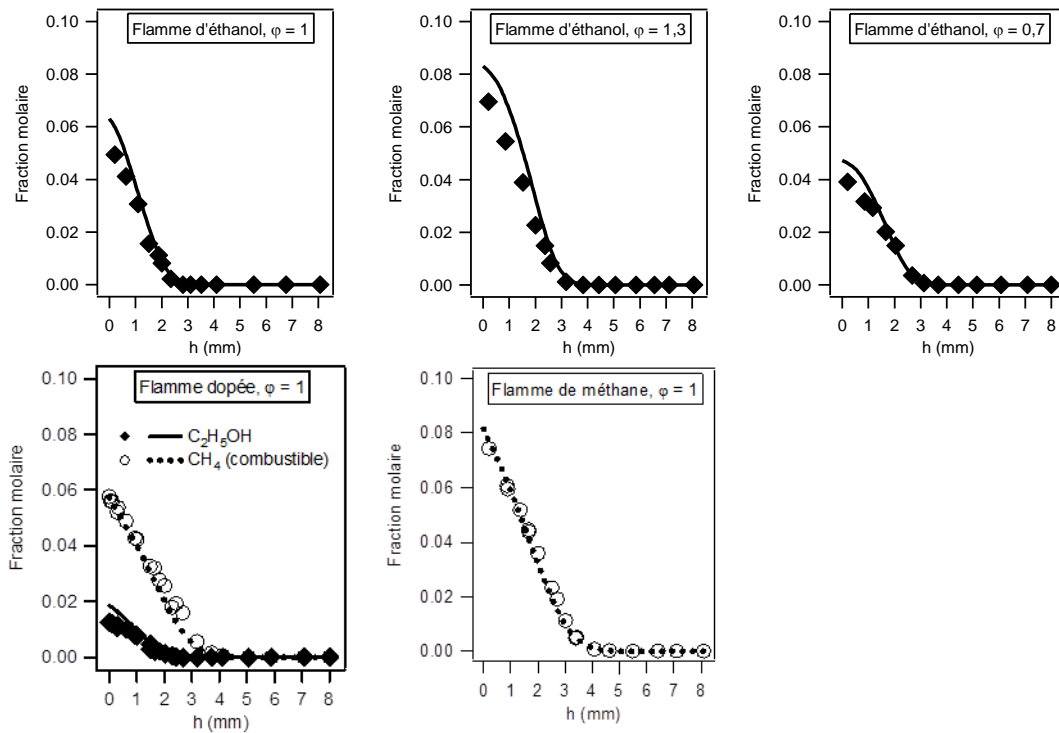 Flamme d'éthanol, φ = 1
Fraction molaire
0.10
0.08
0.06
0.04
0.02
0.00
0 1 2 3 4 5 6 7 8
h (mm)
Flamme d'éthanol, φ = 1,3
Fraction molaire
0.10
0.08
0.06
0.04
0.02
0.00
0 1 2 3 4 5 6 7 8
h (mm)
Flamme d'éthanol, φ = 0,7
Fraction molaire
0.10
0.08
0.06
0.04
0.02
0.00
0 1 2 3 4 5 6 7 8
h (mm)
Flamme dopée, φ = 1
C₂H₅OH
CH₄ (combustible)
Fraction molaire
0.10
0.08
0.06
0.04
0.02
0.00
0 1 2 3 4 5 6 7 8
h (mm)
Flamme de méthane, φ = 1
Fraction molaire
0.10
0.08
0.06
0.04
0.02
0.00
0 1 2 3 4 5 6 7 8
h (mm)